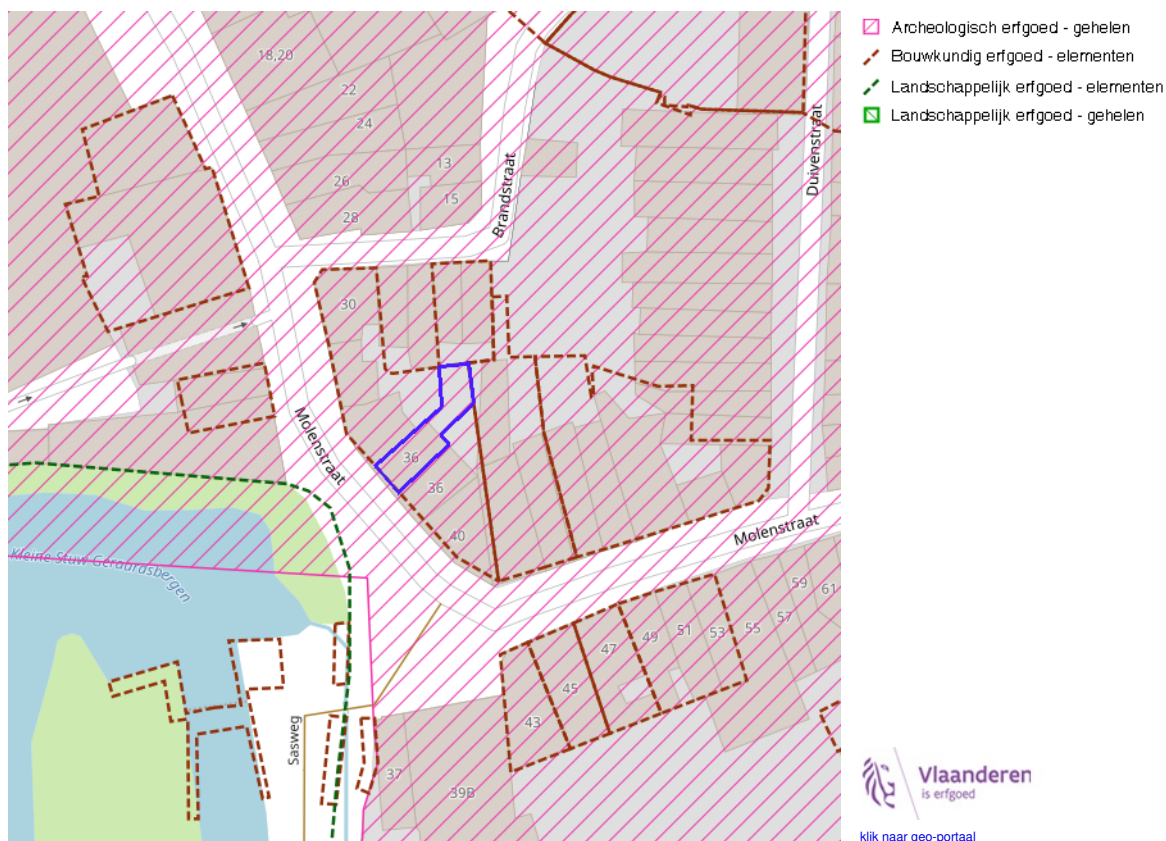 Archeologisch erfgoed - gehelen
Bouwkundig erfgoed - elementen
Landschappelijk erfgoed - elementen
Landschappelijk erfgoed - gehelen
18,20
22
24
26
28
13
15
Brandstraat
Duivenstraat
30
Molenstraat
36
36
40
Molenstraat
Kleine Stuw Geraardsbergen
59
61
57
55
53
51
49
47
45
43
Sasweg
37
39B
Vlaanderen
is erfgoed
klik naar geo-portaal